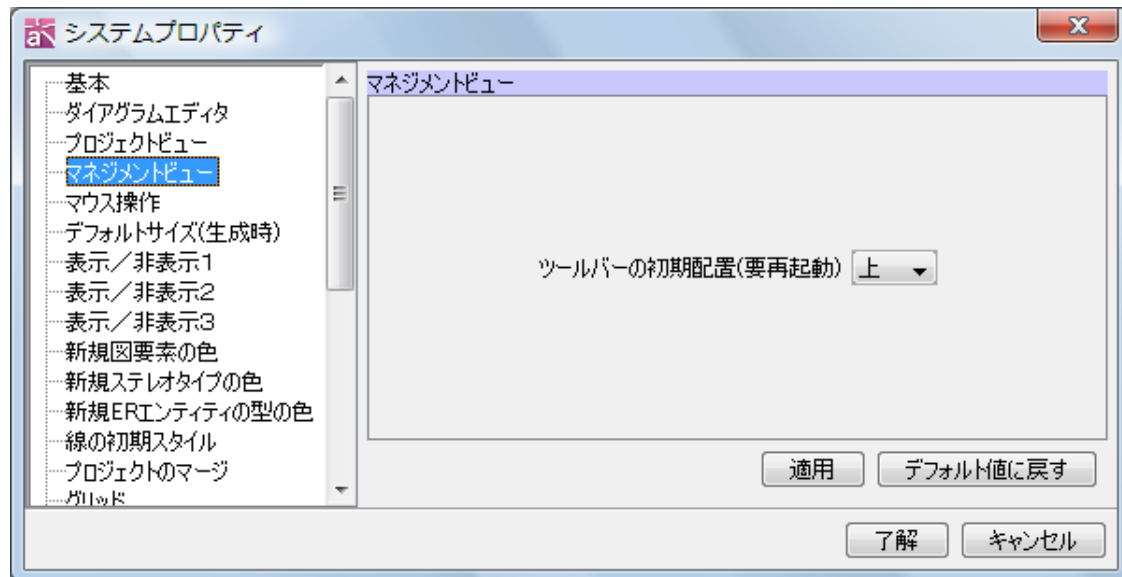 システムプロパティ
基本
ダイアグラムエディタ
プロジェクトビュー
マネジメントビュー
マウス操作
デフォルトサイズ(生成時)
表示／非表示1
表示／非表示2
表示／非表示3
新規図要素の色
新規ステレオタイプの色
新規ERエンティティの型の色
線の初期スタイル
プロジェクトのマージ
グリッド
マネジメントビュー
ツールバーの初期配置(要再起動) 上
適用 デフォルト値に戻す
了解 キャンセル